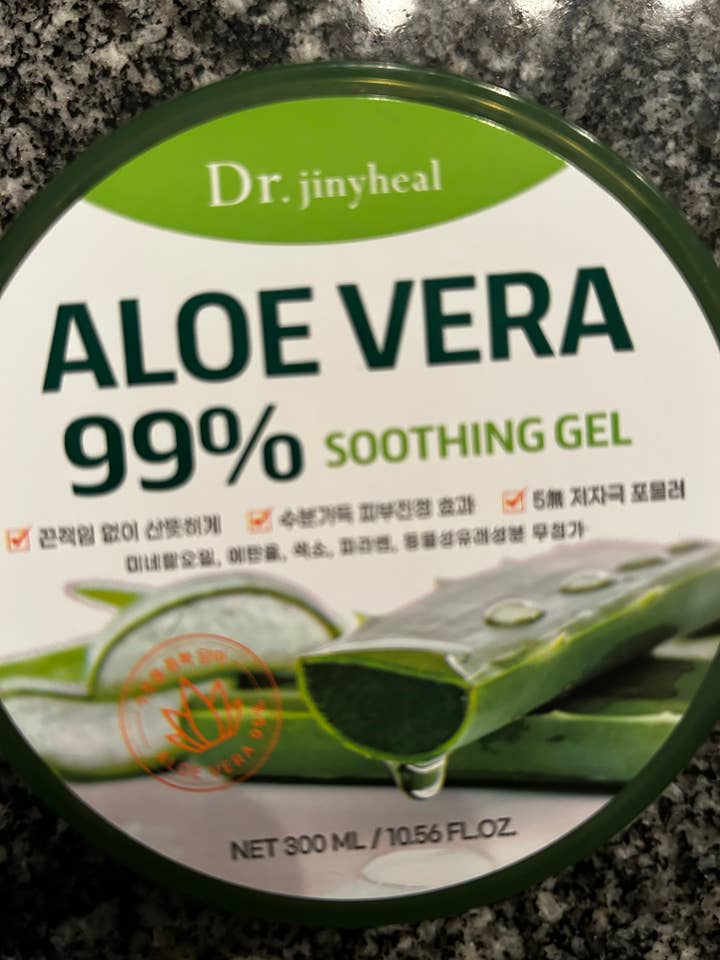 Dr. jinyheal
ALOE VERA
99% SOOTHING GEL
끈적임 없이 산뜻하게 수분가득 피부진정 효과 5無 저자극 포뮬러
미네랄오일, 에탄올, 색소, 파라벤, 동물성유래성분 무첨가
ALOE VERA 99%
NET 300 ML / 10.56 FL.OZ.